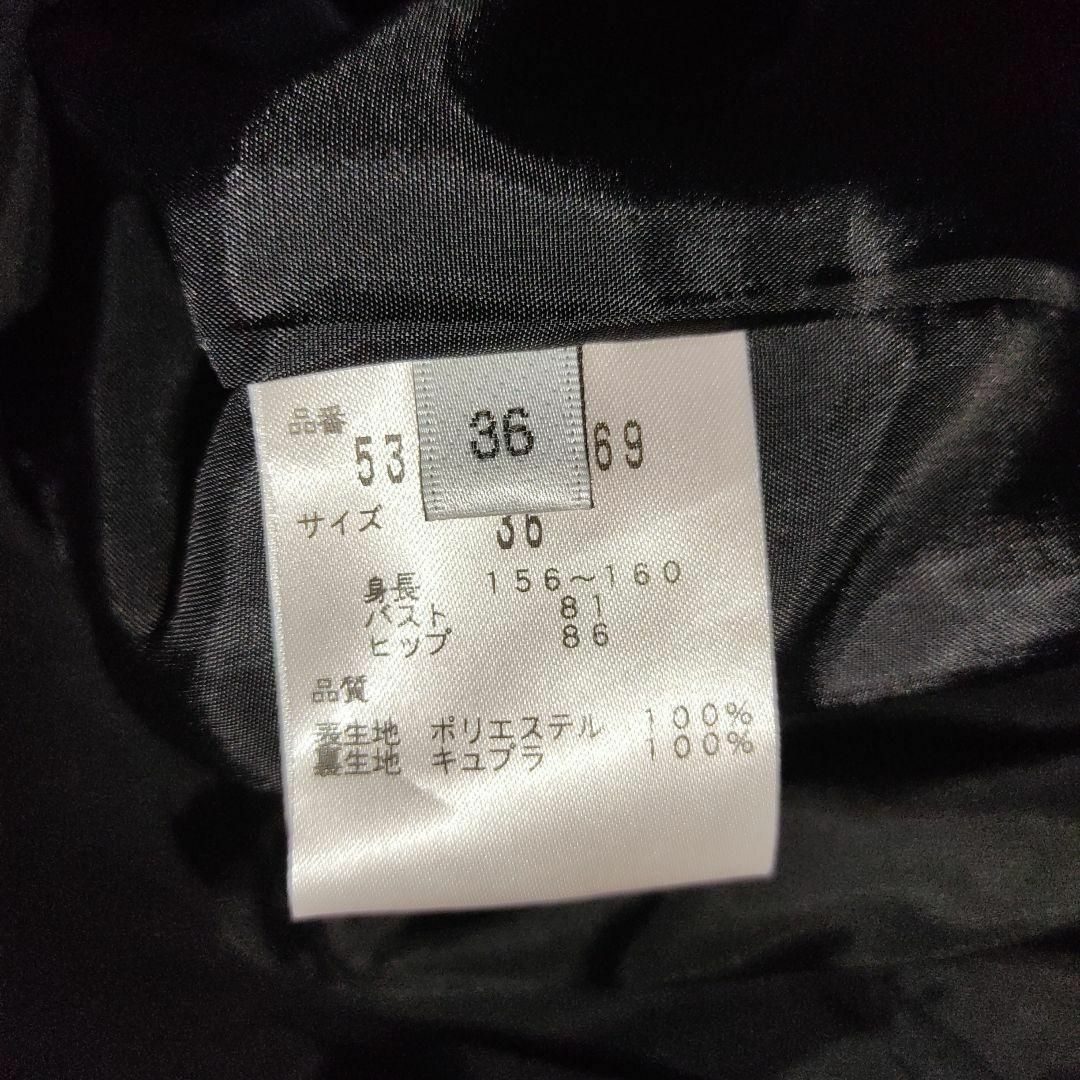 品番
53 36 69
サイズ 36
身長 156～160
バスト 81
ヒップ 86
品質
表生地 ポリエステル 100%
裏生地 キュプラ 100%